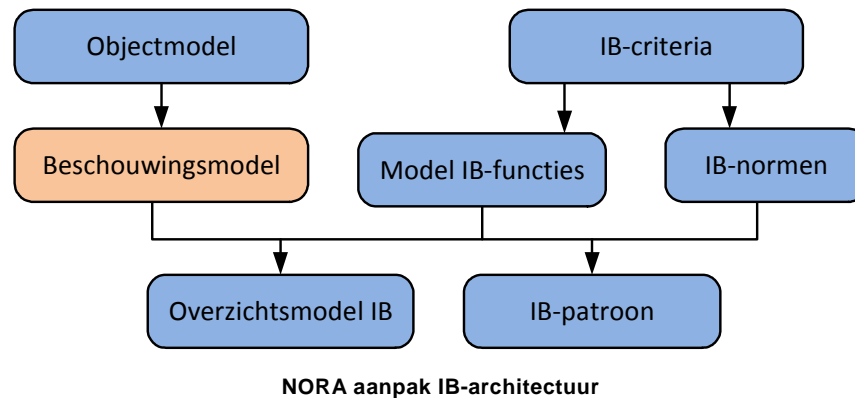 Objectmodel
IB-criteria
Beschouwingsmodel
Model IB-functies
IB-normen
Overzichtsmodel IB
IB-patroon
NORA aanpak IB-architectuur